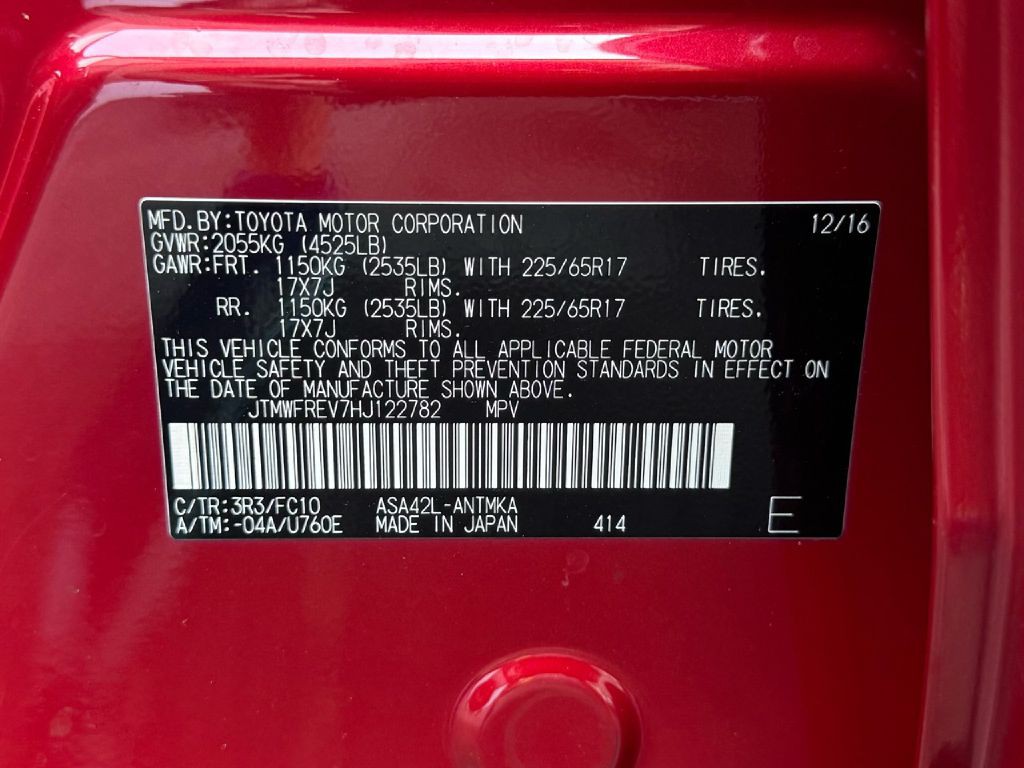 MFD.BY:TOYOTA MOTOR CORPORATION 12/16
GVWR:2055KG (4525LB)
GAWR:FRT. 1150KG (2535LB) WITH 225/65R17 TIRES.
17X7J RIMS.
RR. 1150KG (2535LB) WITH 225/65R17 TIRES.
17X7J RIMS.
THIS VEHICLE CONFORMS TO ALL APPLICABLE FEDERAL MOTOR
VEHICLE SAFETY AND THEFT PREVENTION STANDARDS IN EFFECT ON
THE DATE OF MANUFACTURE SHOWN ABOVE.
JTMWFREV7HJ122782 MPV
C/TR:3R3/FC10 ASA42L-ANTMKA
A/TM:-04A/U760E MADE IN JAPAN 414 E